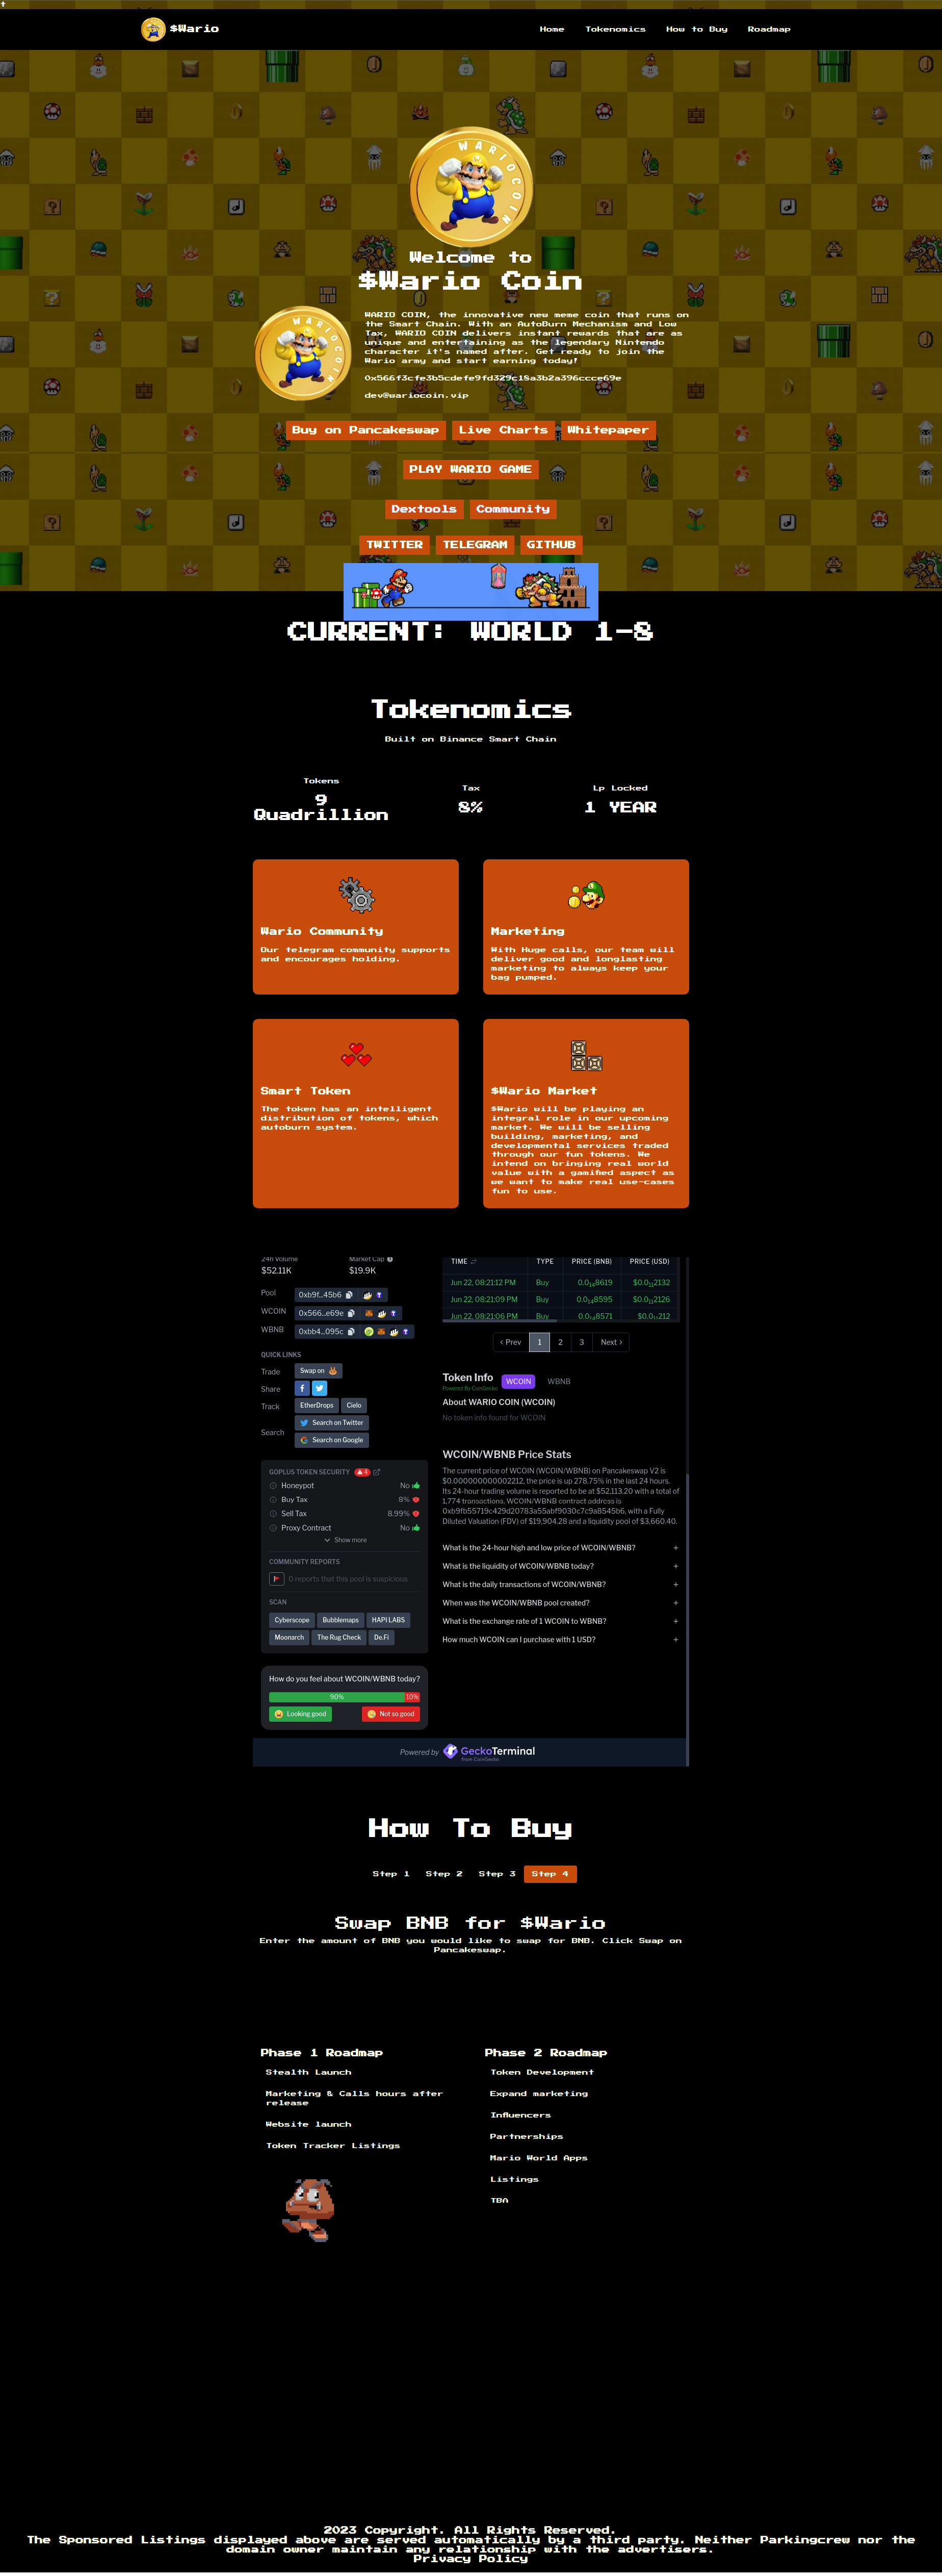 $Wario
Home
Tokenomics
How to Buy
Roadmap
WARIOCOIN
Welcome to
$Wario Coin
WARIOCOIN
WARIO COIN, the innovative new meme coin that runs on
the Smart Chain. With an AutoBurn Mechanism and Low
Tax, WARIO COIN delivers instant rewards that are as
unique and entertaining as the legendary Nintendo
character it's named after. Get ready to join the
Wario army and start earning today!
0x566f3cfe3b5cdefe9fd329c18a3b2a396ccce69e
dev@wariocoin.vip
Buy on Pancakeswap
Live Charts
Whitepaper
PLAY WARIO GAME
Dextools
Community
TWITTER
TELEGRAM
GITHUB
CURRENT: WORLD 1-8
Tokenomics
Built on Binance Smart Chain
Tokens
9
Quadrillion
Tax
8%
Lp Locked
1 YEAR
Wario Community
Our telegram community supports
and encourages holding.
Marketing
With Huge calls, our team will
deliver good and longlasting
marketing to always keep your
bag pumped.
Smart Token
The token has an intelligent
distribution of tokens, which
autoburn system.
$Wario Market
$Wario will be playing an
integral role in our upcoming
market. We will be selling
building, marketing, and
developmental services traded
through our fun tokens. We
intend on bringing real world
value with a gamified aspect as
we want to make real use-cases
fun to use.
24h Volume
Market Cap
$52.11K
$19.9K
Pool
0xb9f...45b6
WCOIN
0x566...e69e
WBNB
0xbb4...095c
QUICK LINKS
Trade
Swap on
Share
Track
EtherDrops
Cielo
Search
Search on Twitter
Search on Google
GOPLUS TOKEN SECURITY
4
Honeypot
No
Buy Tax
8%
Sell Tax
8.99%
Proxy Contract
No
Show more
COMMUNITY REPORTS
0 reports that this pool is suspicious
SCAN
Cyberscope
Bubblemaps
HAPI LABS
Moonarch
The Rug Check
De.Fi
How do you feel about WCOIN/WBNB today?
90%
10%
Looking good
Not so good
TIME
TYPE
PRICE (BNB)
PRICE (USD)
Jun 22, 08:21:12 PM
Buy
0.0₁₄8619
$0.0₁₁2132
Jun 22, 08:21:09 PM
Buy
0.0₁₄8595
$0.0₁₁2126
Jun 22, 08:21:06 PM
Buy
0.0₁₄8571
$0.0₁₁212
Prev
1
2
3
Next
Token Info
Powered By CoinGecko
WCOIN
WBNB
About WARIO COIN (WCOIN)
No token info found for WCOIN
WCOIN/WBNB Price Stats
The current price of WCOIN (WCOIN/WBNB) on Pancakeswap V2 is
$0.000000000002212, the price is up 278.75% in the last 24 hours.
Its 24-hour trading volume is reported to be $52,113.20 with a total of
1,774 transactions. WCOIN/WBNB contract address is
0xb9fb55719c429d20783a55abf9030c7c9a8545b6, with a Fully
Diluted Valuation (FDV) of $19,904.28 and a liquidity pool of $3,660.40.
What is the 24-hour high and low price of WCOIN/WBNB?
What is the liquidity of WCOIN/WBNB today?
What is the daily transactions of WCOIN/WBNB?
When was the WCOIN/WBNB pool created?
What is the exchange rate of 1 WCOIN to WBNB?
How much WCOIN can I purchase with 1 USD?
Powered by
GeckoTerminal
from CoinGecko
How To Buy
Step 1
Step 2
Step 3
Step 4
Swap BNB for $Wario
Enter the amount of BNB you would like to swap for BNB. Click Swap on
Pancakeswap.
Phase 1 Roadmap
Stealth Launch
Marketing & Calls hours after
release
Website launch
Token Tracker Listings
Phase 2 Roadmap
Token Development
Expand marketing
Influencers
Partnerships
Mario World Apps
Listings
TBA
2023 Copyright. All Rights Reserved.
The Sponsored Listings displayed above are served automatically by a third party. Neither Parkingcrew nor the
domain owner maintain any relationship with the advertisers.
Privacy Policy